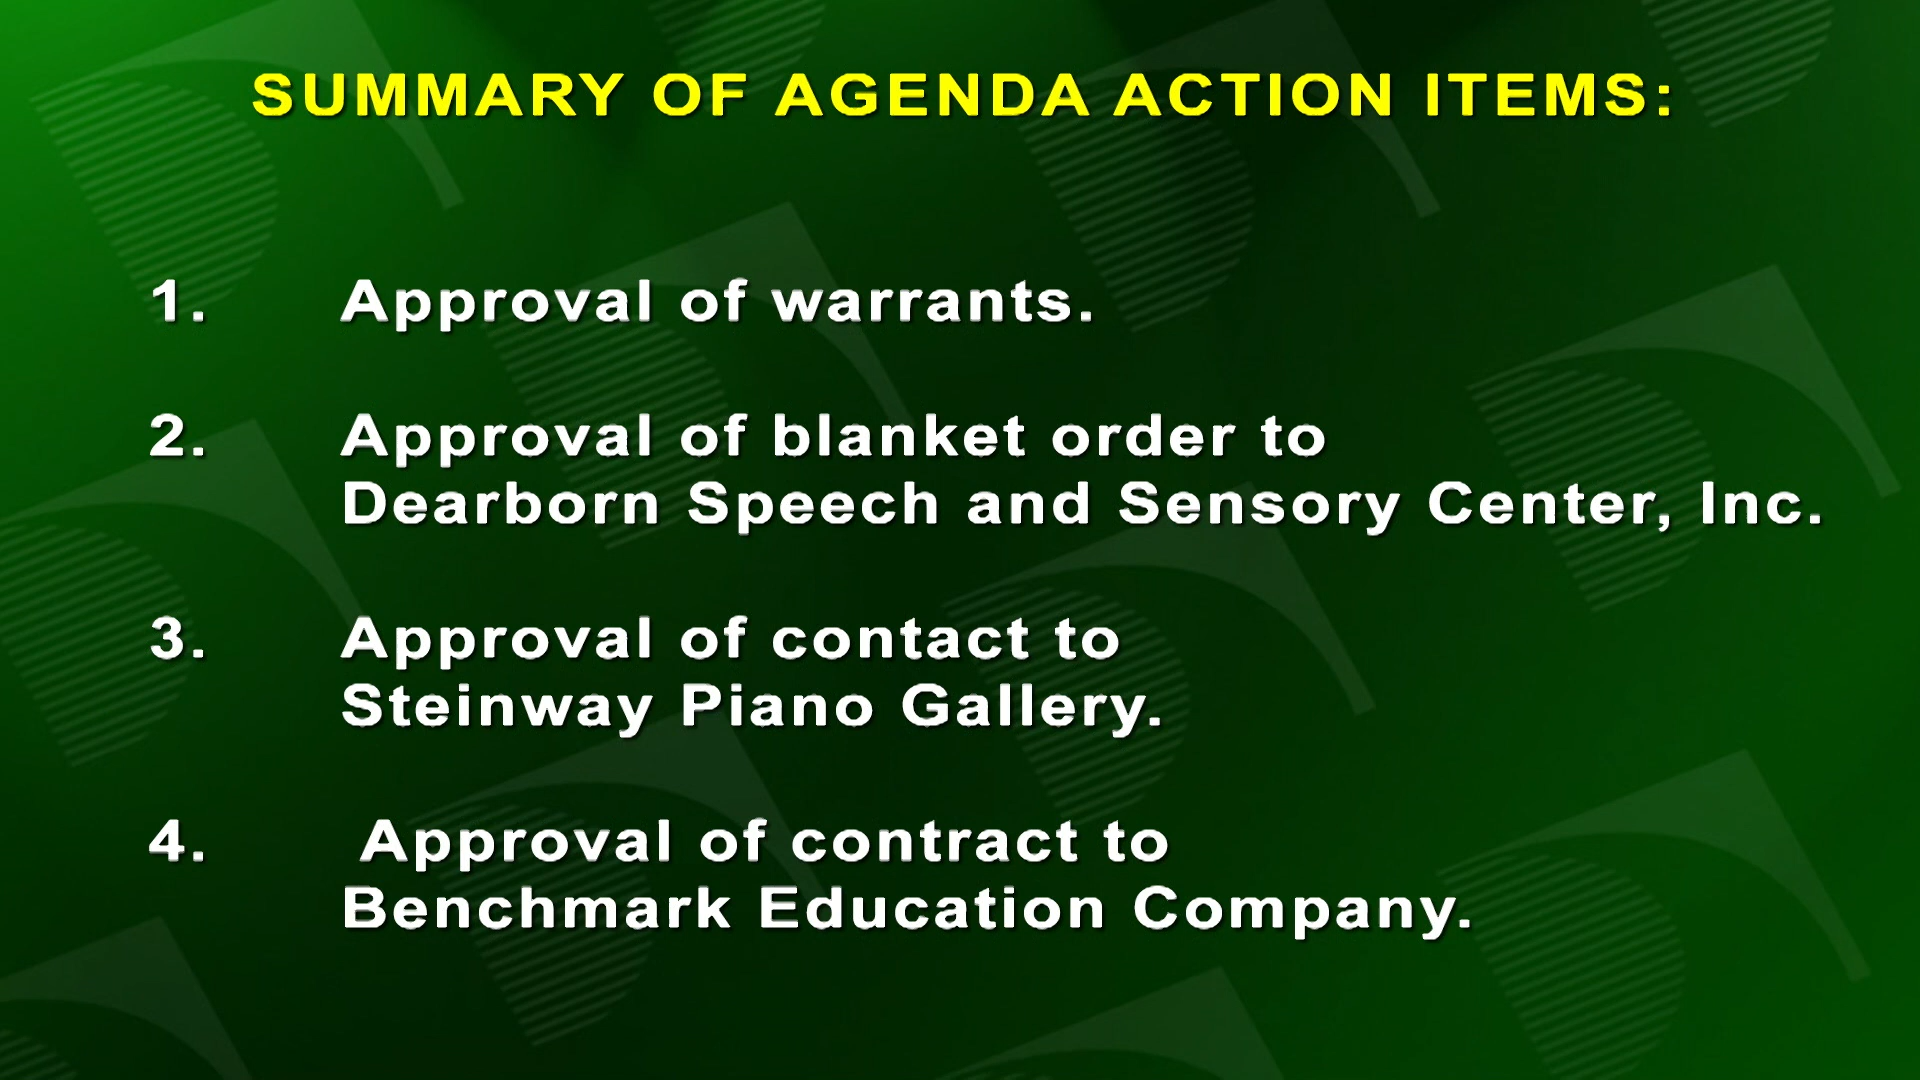 SUMMARY OF AGENDA ACTION ITEMS:
1. Approval of warrants.
2. Approval of blanket order to
Dearborn Speech and Sensory Center, Inc.
3. Approval of contact to
Steinway Piano Gallery.
4. Approval of contract to
Benchmark Education Company.